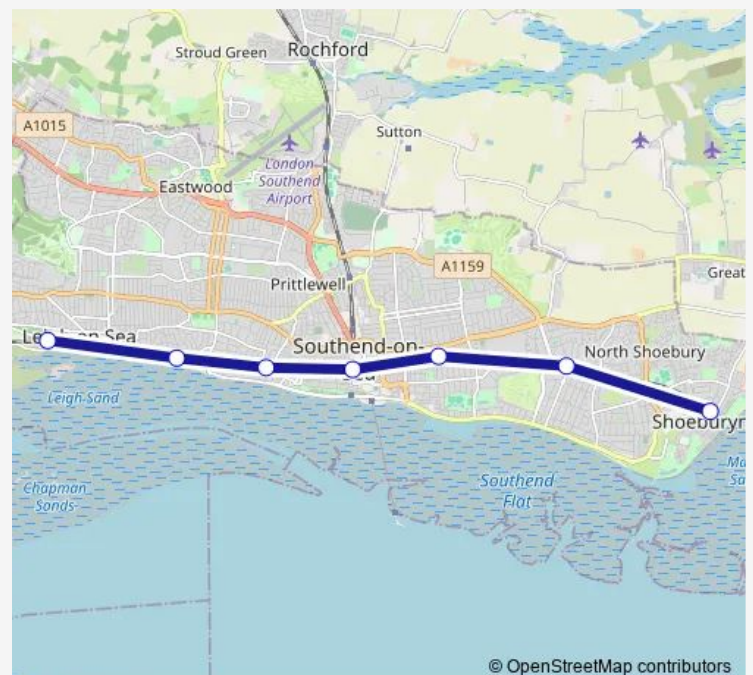 Stroud Green
Rochford
A1015
Sutton
London
Southend
Airport
Eastwood
A1159
Great
Prittlewell
Southend-on-
North Shoebury
Leigh Sand
Chapman
Sands
Southend
Flat
© OpenStreetMap contributors